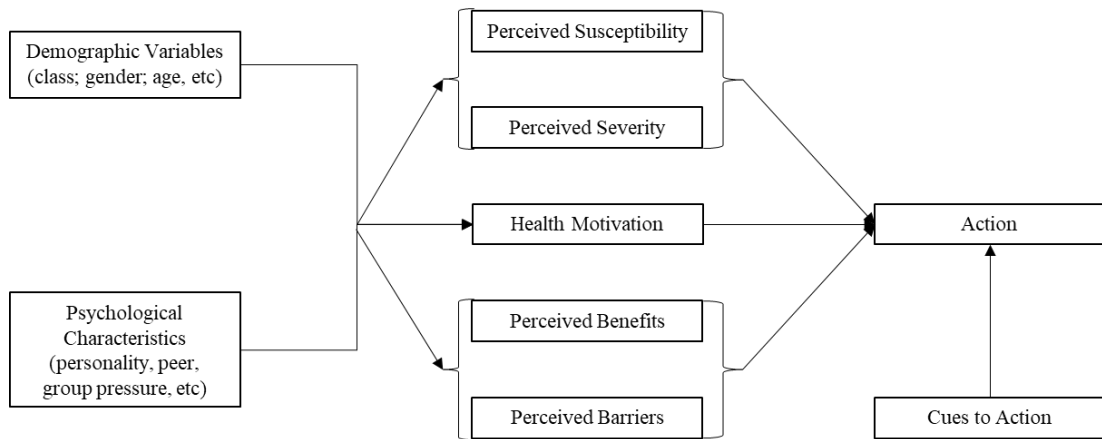 Demographic Variables
(class; gender; age, etc)
Psychological
Characteristics
(personality, peer,
group pressure, etc)
Perceived Susceptibility
Perceived Severity
Health Motivation
Perceived Benefits
Perceived Barriers
Action
Cues to Action